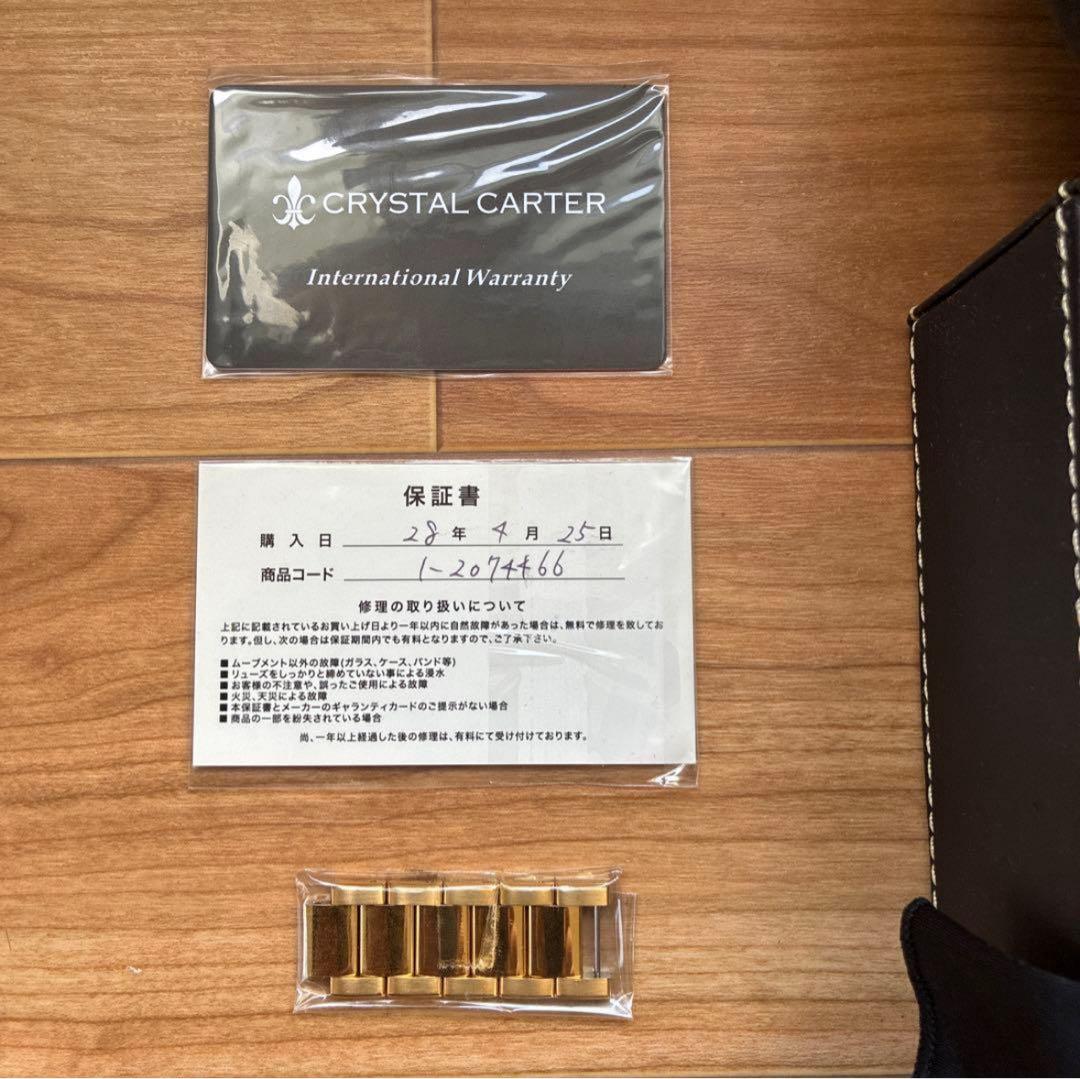 CRYSTAL CARTER
International Warranty
保証書
購入日 28年 4月 25日
商品コード 1-2074466
修理の取り扱いについて
上記に記載されているお買い上げ日より一年以内に自然故障があった場合は、無料で修理を致してお
ります。但し、次の場合は保証期間内でも有料となりますので、ご了承下さい。
■ムーブメント以外の故障(ガラス、ケース、バンド等)
■リューズをしっかりと締めていない事による浸水
■お客様の不注意や、誤ったご使用による故障
■火災、天災による故障
■本保証書とメーカーのギャランティカードのご提示がない場合
■商品の一部を紛失されている場合
尚、一年以上経過した後の修理は、有料にて受け付けております。